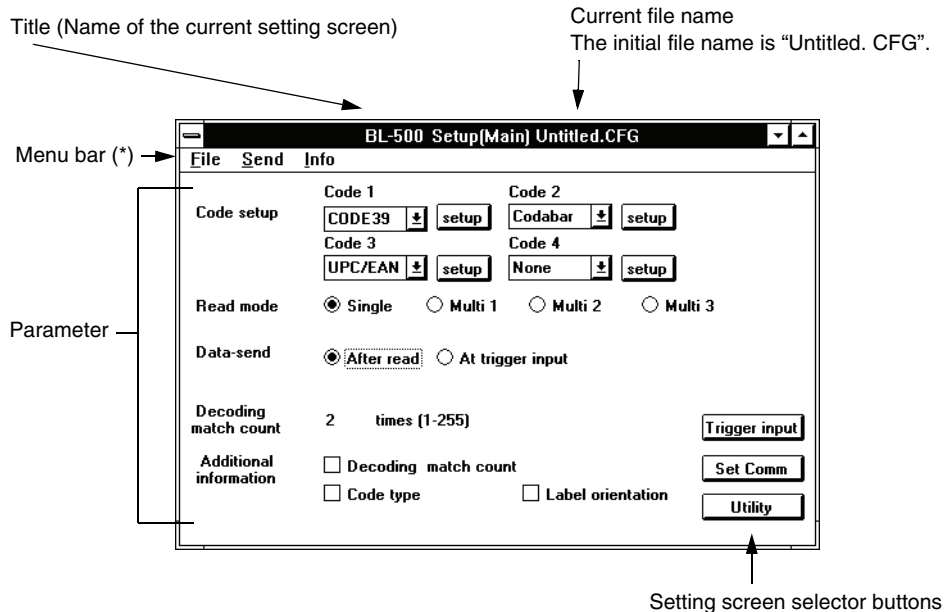 Title (Name of the current setting screen)
Current file name
The initial file name is “Untitled. CFG”.
BL-500 Setup(Main) Untitled.CFG
Menu bar (*)
File Send Info
Code 1 Code 2
Code setup CODE39 setup Codabar setup
Code 3 Code 4
UPC/EAN setup None setup
Read mode Single Multi 1 Multi 2 Multi 3
Parameter
Data-send After read At trigger input
Decoding
match count 2 times (1-255)
Trigger input
Additional
information
Decoding match count
Set Comm
Code type Label orientation
Utility
Setting screen selector buttons